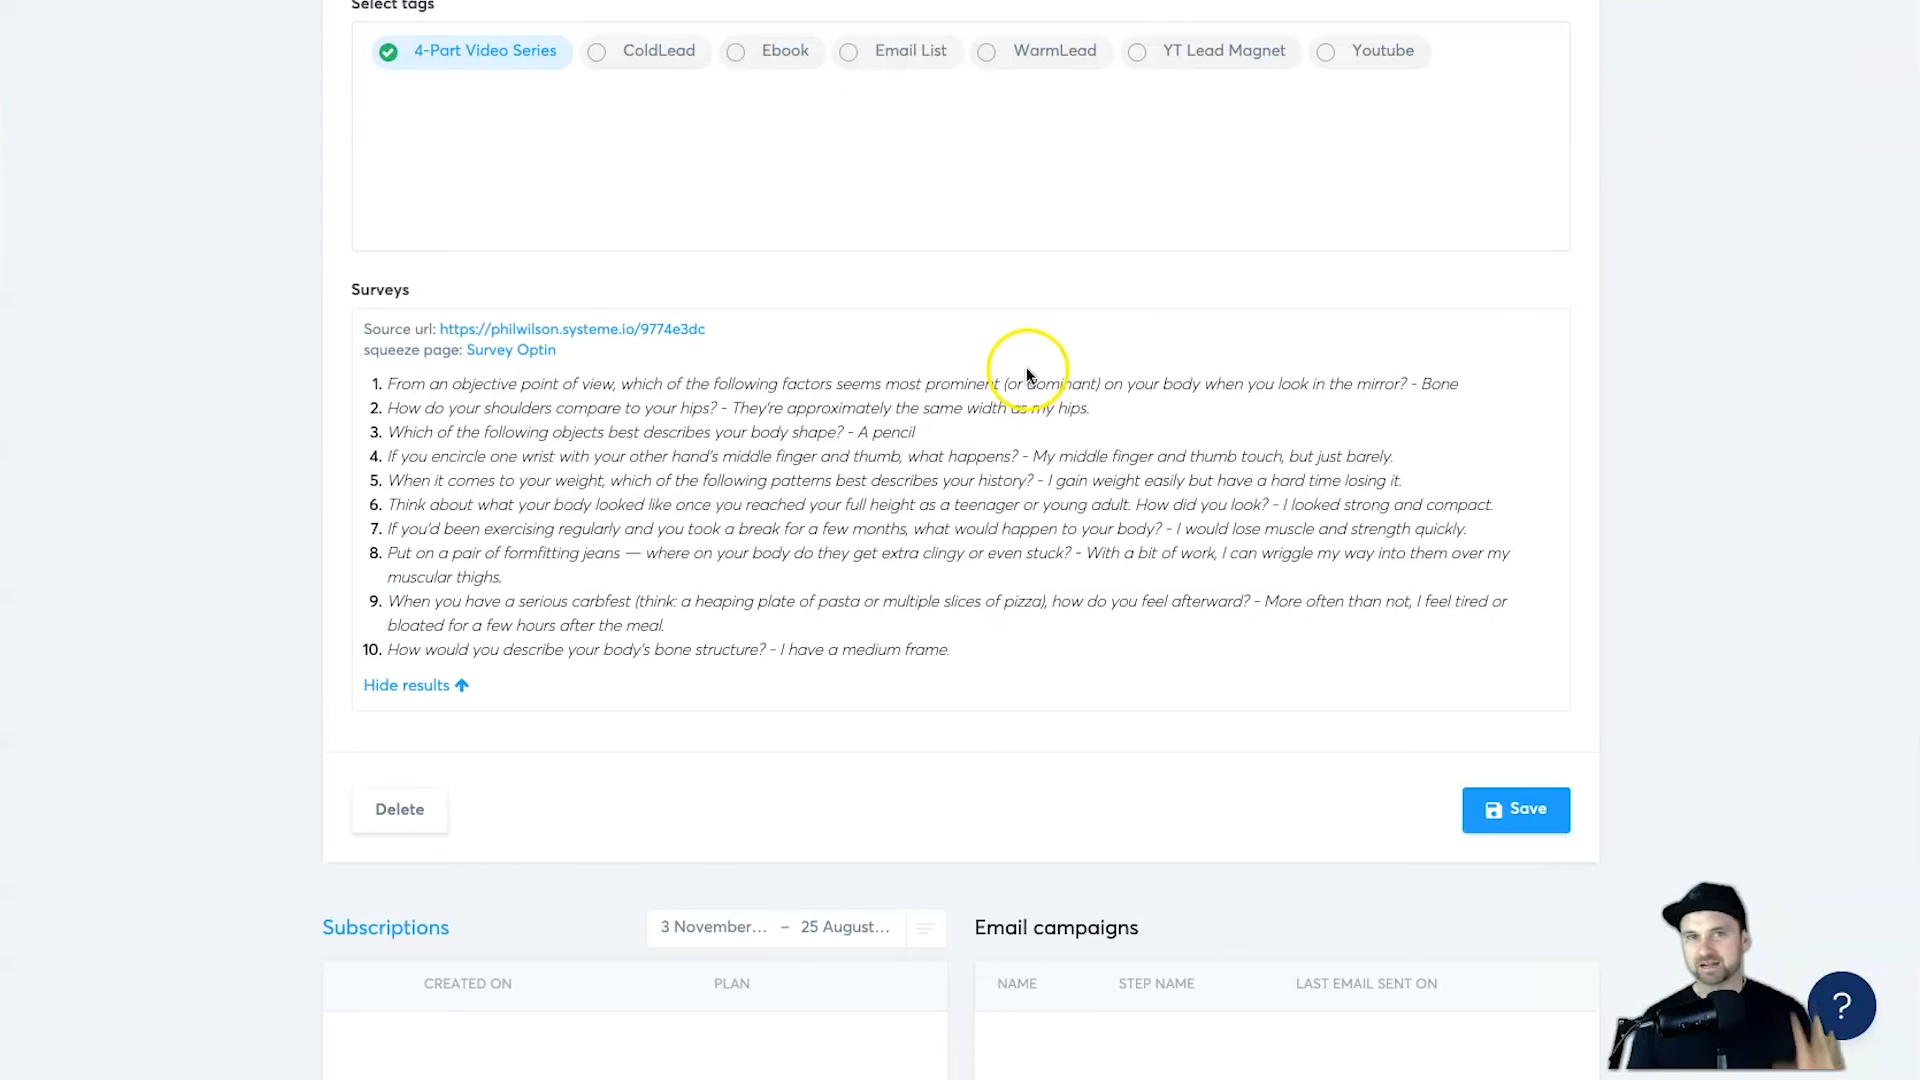 Select tags
4-Part Video Series ColdLead Ebook Email List WarmLead YT Lead Magnet Youtube
Surveys
Source url: https://philwilson.systeme.io/9774e3dc
squeeze page: Survey Optin
1. From an objective point of view, which of the following factors seems most prominent (or dominant) on your body when you look in the mirror? - Bone
2. How do your shoulders compare to your hips? - They're approximately the same width as my hips.
3. Which of the following objects best describes your body shape? - A pencil
4. If you encircle one wrist with your other hand's middle finger and thumb, what happens? - My middle finger and thumb touch, but just barely.
5. When it comes to your weight, which of the following patterns best describes your history? - I gain weight easily but have a hard time losing it.
6. Think about what your body looked like once you reached your full height as a teenager or young adult. How did you look? - I looked strong and compact.
7. If you'd been exercising regularly and you took a break for a few months, what would happen to your body? - I would lose muscle and strength quickly.
8. Put on a pair of formfitting jeans — where on your body do they get extra clingy or even stuck? - With a bit of work, I can wriggle my way into them over my
muscular thighs.
9. When you have a serious carbfest (think: a heaping plate of pasta or multiple slices of pizza), how do you feel afterward? - More often than not, I feel tired or
bloated for a few hours after the meal.
10. How would you describe your body's bone structure? - I have a medium frame.
Hide results
Delete
Save
Subscriptions
3 November... – 25 August...
Email campaigns
CREATED ON PLAN
NAME STEP NAME LAST EMAIL SENT ON
?